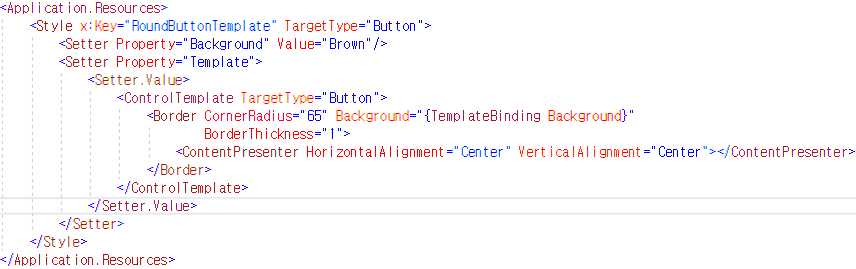 <Application.Resources>
<Style x:Key="RoundButtonTemplate" TargetType="Button">
<Setter Property="Background" Value="Brown"/>
<Setter Property="Template">
<Setter.Value>
<ControlTemplate TargetType="Button">
<Border CornerRadius="65" Background="{TemplateBinding Background}"
BorderThickness="1">
<ContentPresenter HorizontalAlignment="Center" VerticalAlignment="Center"></ContentPresenter>
</Border>
</ControlTemplate>
</Setter.Value>
</Setter>
</Style>
</Application.Resources>